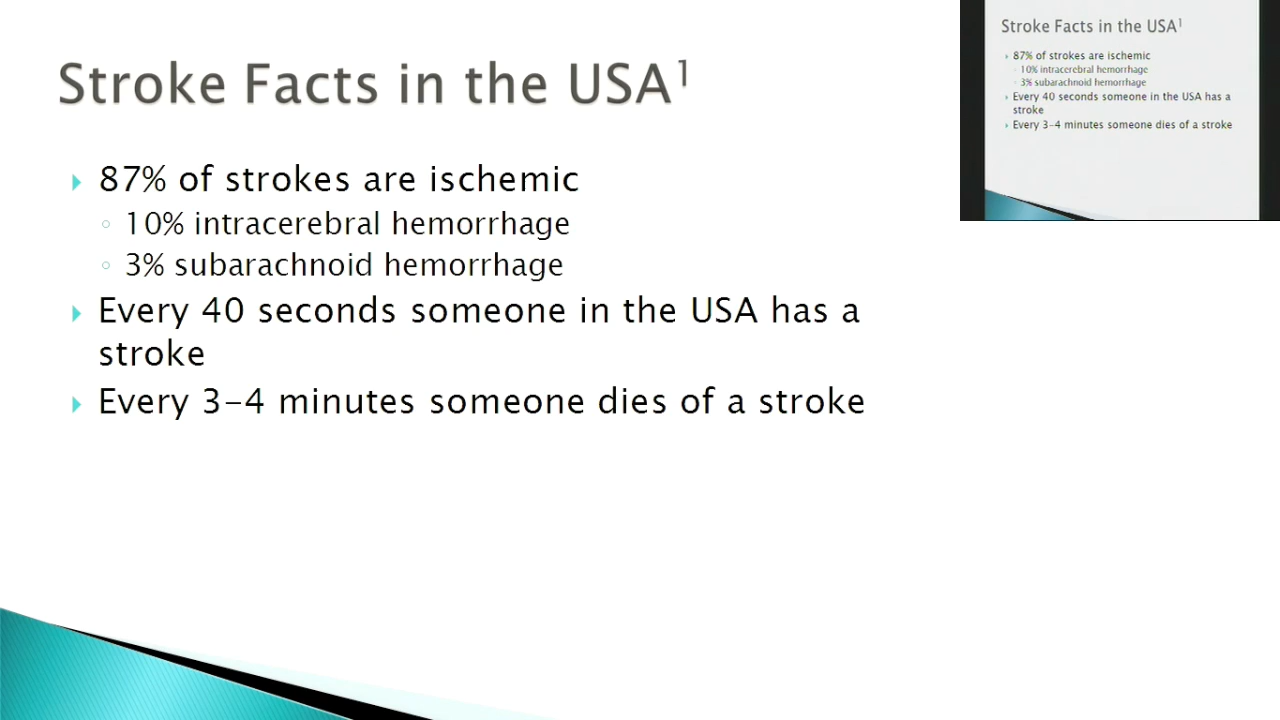 Stroke Facts in the USA¹
87% of strokes are ischemic
10% intracerebral hemorrhage
3% subarachnoid hemorrhage
Every 40 seconds someone in the USA has a
stroke
Every 3-4 minutes someone dies of a stroke
Stroke Facts in the USA¹
87% of strokes are ischemic
10% intracerebral hemorrhage
3% subarachnoid hemorrhage
Every 40 seconds someone in the USA has a
stroke
Every 3-4 minutes someone dies of a stroke